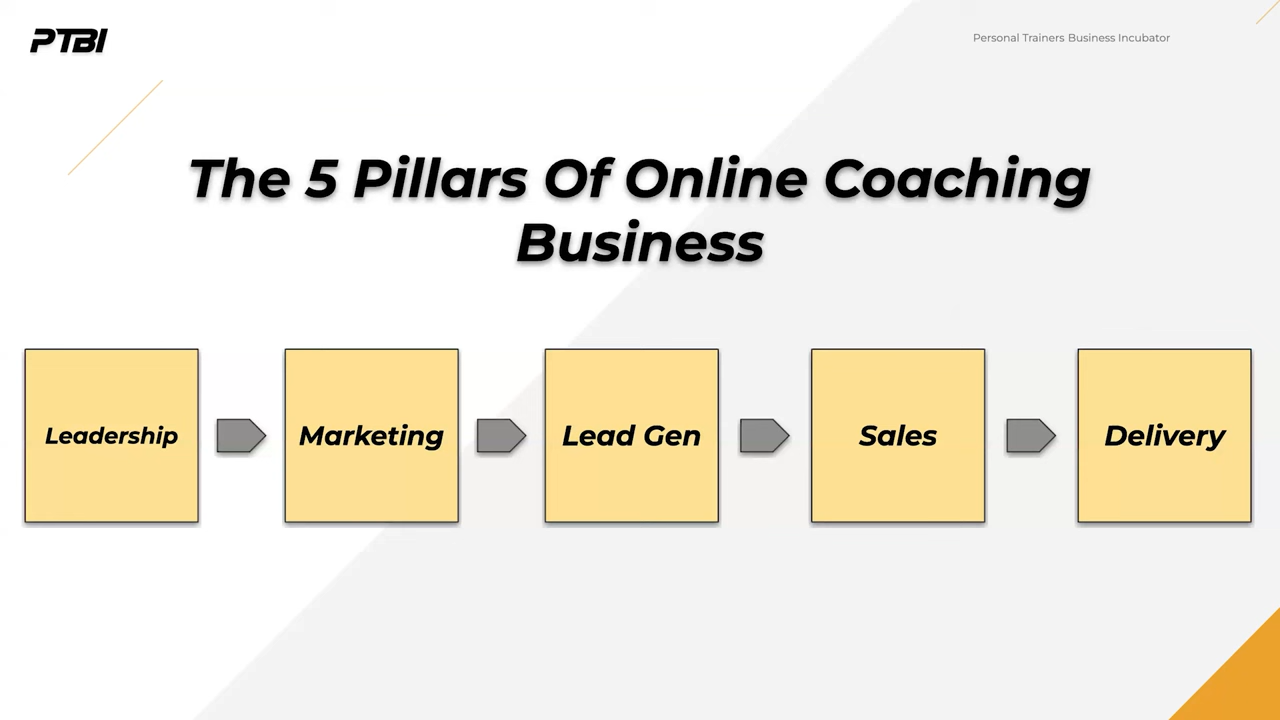 PTBI
Personal Trainers Business Incubator
The 5 Pillars Of Online Coaching
Business
Leadership
Marketing
Lead Gen
Sales
Delivery